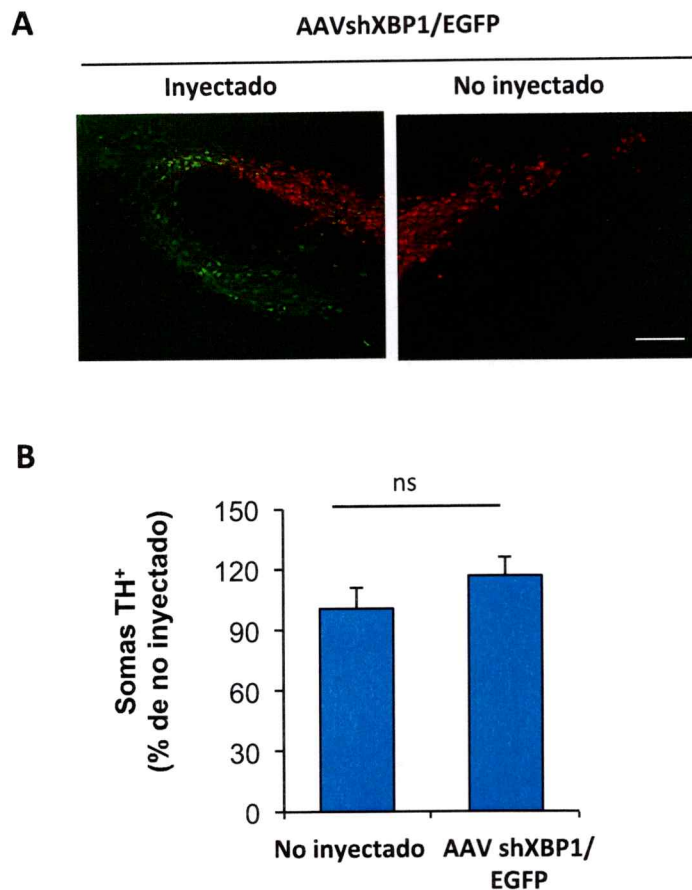 A
AAVshXBP1/EGFP
Inyectado
No inyectado
B
ns
150
120
90
60
30
0
Somas TH+
(% de no inyectado)
No inyectado
AAV shXBP1/
EGFP